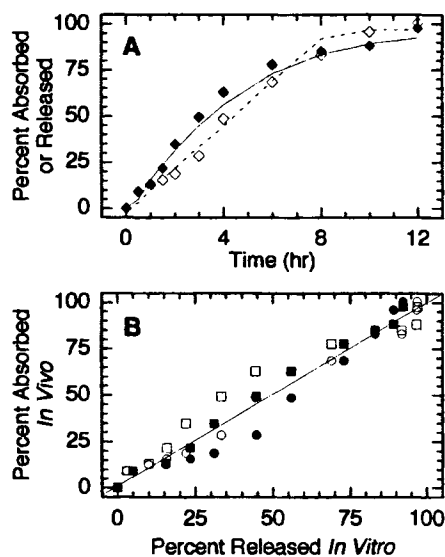 A
Percent Absorbed
or Released
100
75
50
25
0
0
4
8
12
Time (hr)
B
Percent Absorbed
In Vivo
100
75
50
25
0
0
25
50
75
100
Percent Released In Vitro